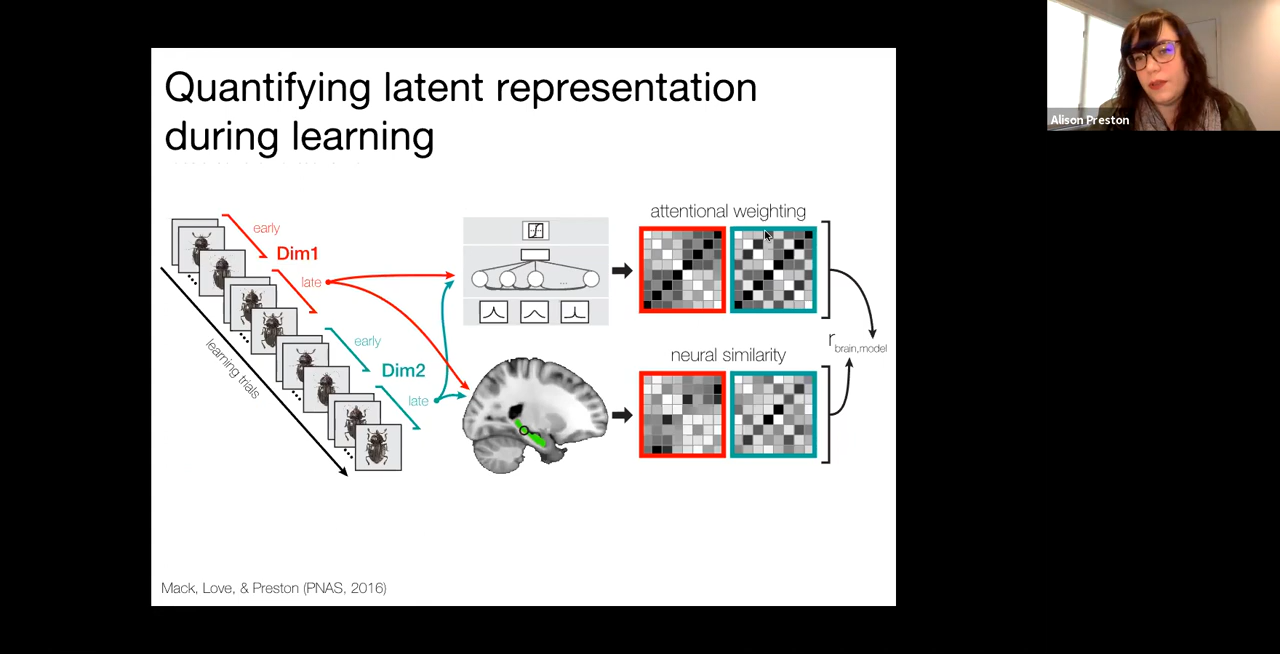 Quantifying latent representation
during learning
early
Dim1
late
early
Dim2
late
learning trials
attentional weighting
neural similarity
...
r brain,model
Mack, Love, & Preston (PNAS, 2016)
Alison Preston